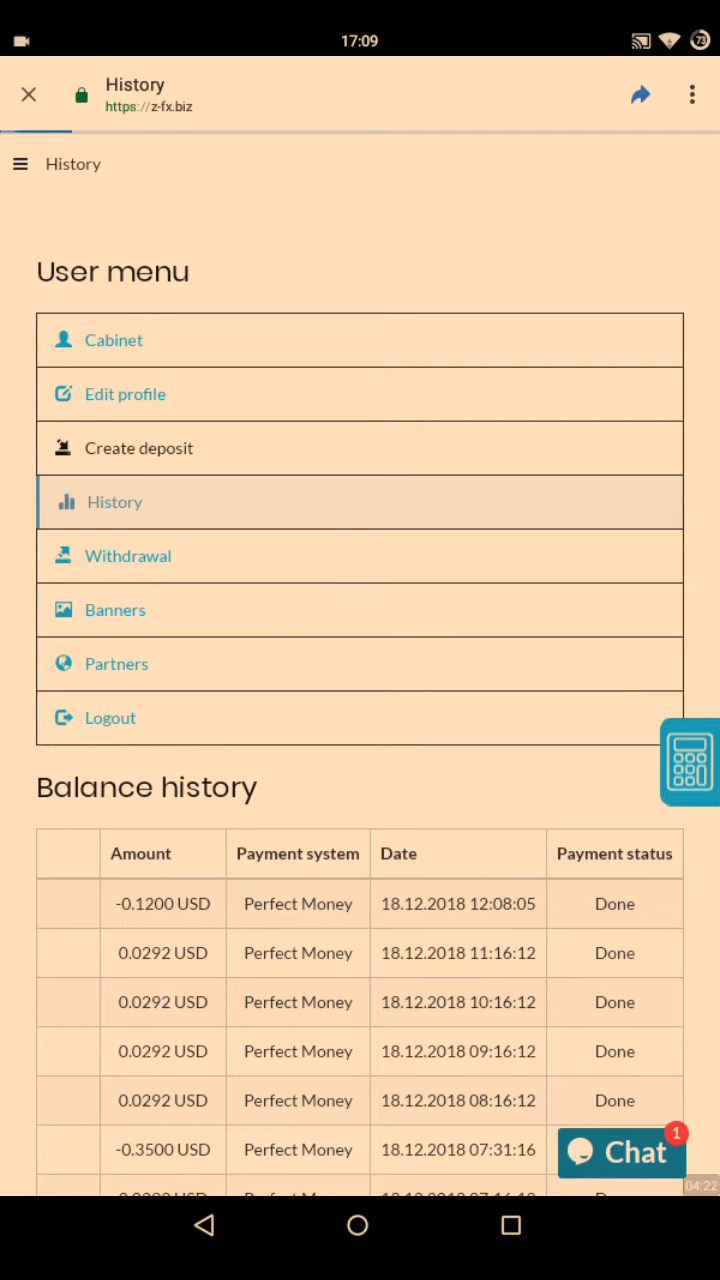 17:09
73
History
https://z-fx.biz
History
User menu
Cabinet
Edit profile
Create deposit
History
Withdrawal
Banners
Partners
Logout
Balance history
Amount Payment system Date Payment status
-0.1200 USD Perfect Money 18.12.2018 12:08:05 Done
0.0292 USD Perfect Money 18.12.2018 11:16:12 Done
0.0292 USD Perfect Money 18.12.2018 10:16:12 Done
0.0292 USD Perfect Money 18.12.2018 09:16:12 Done
0.0292 USD Perfect Money 18.12.2018 08:16:12 Done
-0.3500 USD Perfect Money 18.12.2018 07:31:16
Chat 1
04:22